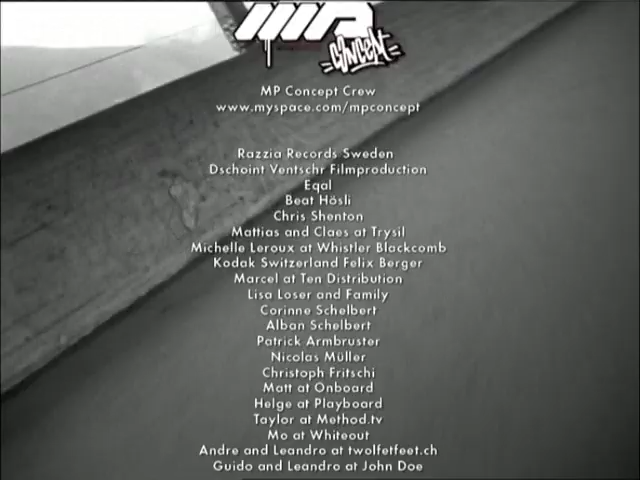 MP
CONCEPT
MP Concept Crew
www.myspace.com/mpconcept
Razzia Records Sweden
Dschoint Ventschr Filmproduction
Eqal
Beat Hösli
Chris Shenton
Mattias and Claes at Trysil
Michelle Leroux at Whistler Blackcomb
Kodak Switzerland Felix Berger
Marcel at Ten Distribution
Lisa Loser and Family
Corinne Schelbert
Alban Schelbert
Patrick Armbruster
Nicolas Müller
Christoph Fritschi
Matt at Onboard
Helge at Playboard
Taylor at Method.tv
Mo at Whiteout
Andre and Leandro at twolfetfeet.ch
Guido and Leandro at John Doe